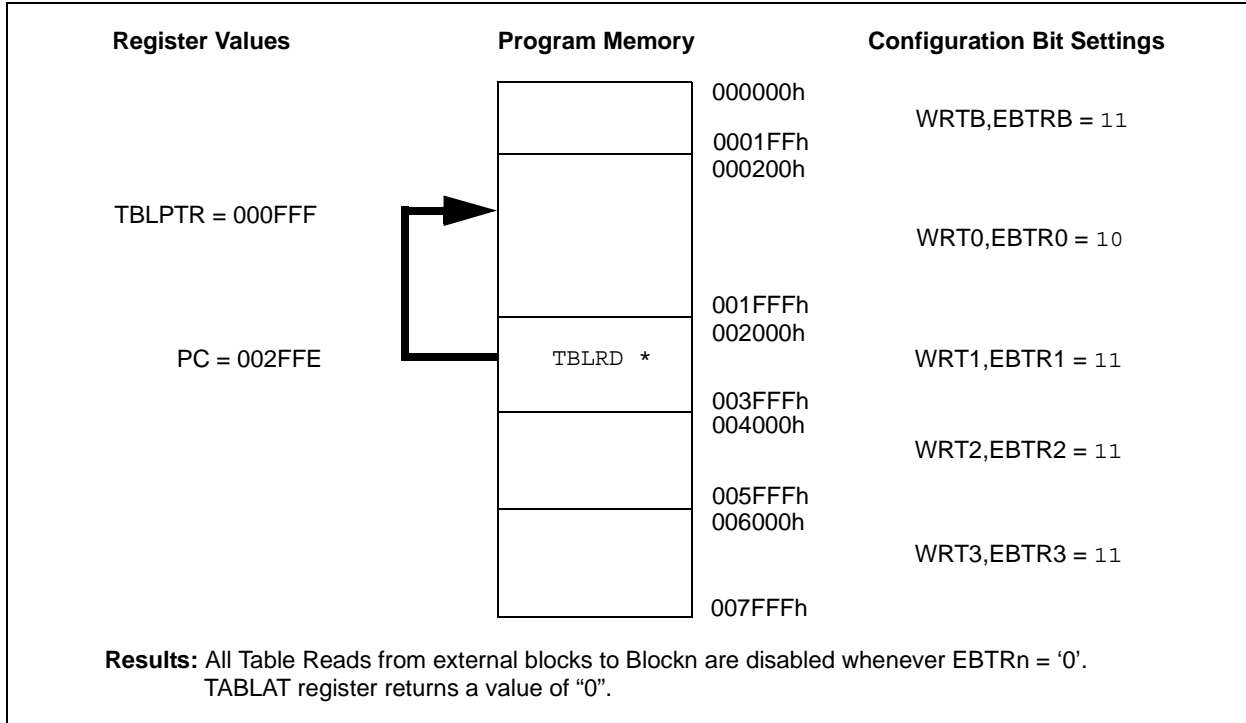 Register Values
Program Memory
Configuration Bit Settings
000000h
WRTB,EBTRB = 11
0001FFh
000200h
TBLPTR = 000FFF
WRT0,EBTR0 = 10
001FFFh
002000h
PC = 002FFE
TBLRD *
WRT1,EBTR1 = 11
003FFFh
004000h
WRT2,EBTR2 = 11
005FFFh
006000h
WRT3,EBTR3 = 11
007FFFh
Results: All Table Reads from external blocks to Blockn are disabled whenever EBTRn = ‘0’.
TABLAT register returns a value of “0”.